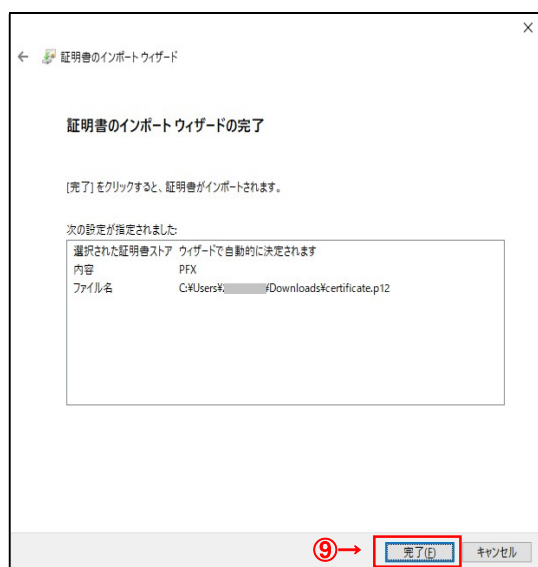 証明書のインポート ウィザード
証明書のインポート ウィザードの完了
[完了] をクリックすると、証明書がインポートされます。
次の設定が指定されました:
選択された証明書ストア ウィザードで自動的に決定されます
内容 PFX
ファイル名 C:¥Users¥ ¥Downloads¥certificate.p12
⑨→ 完了(F) キャンセル